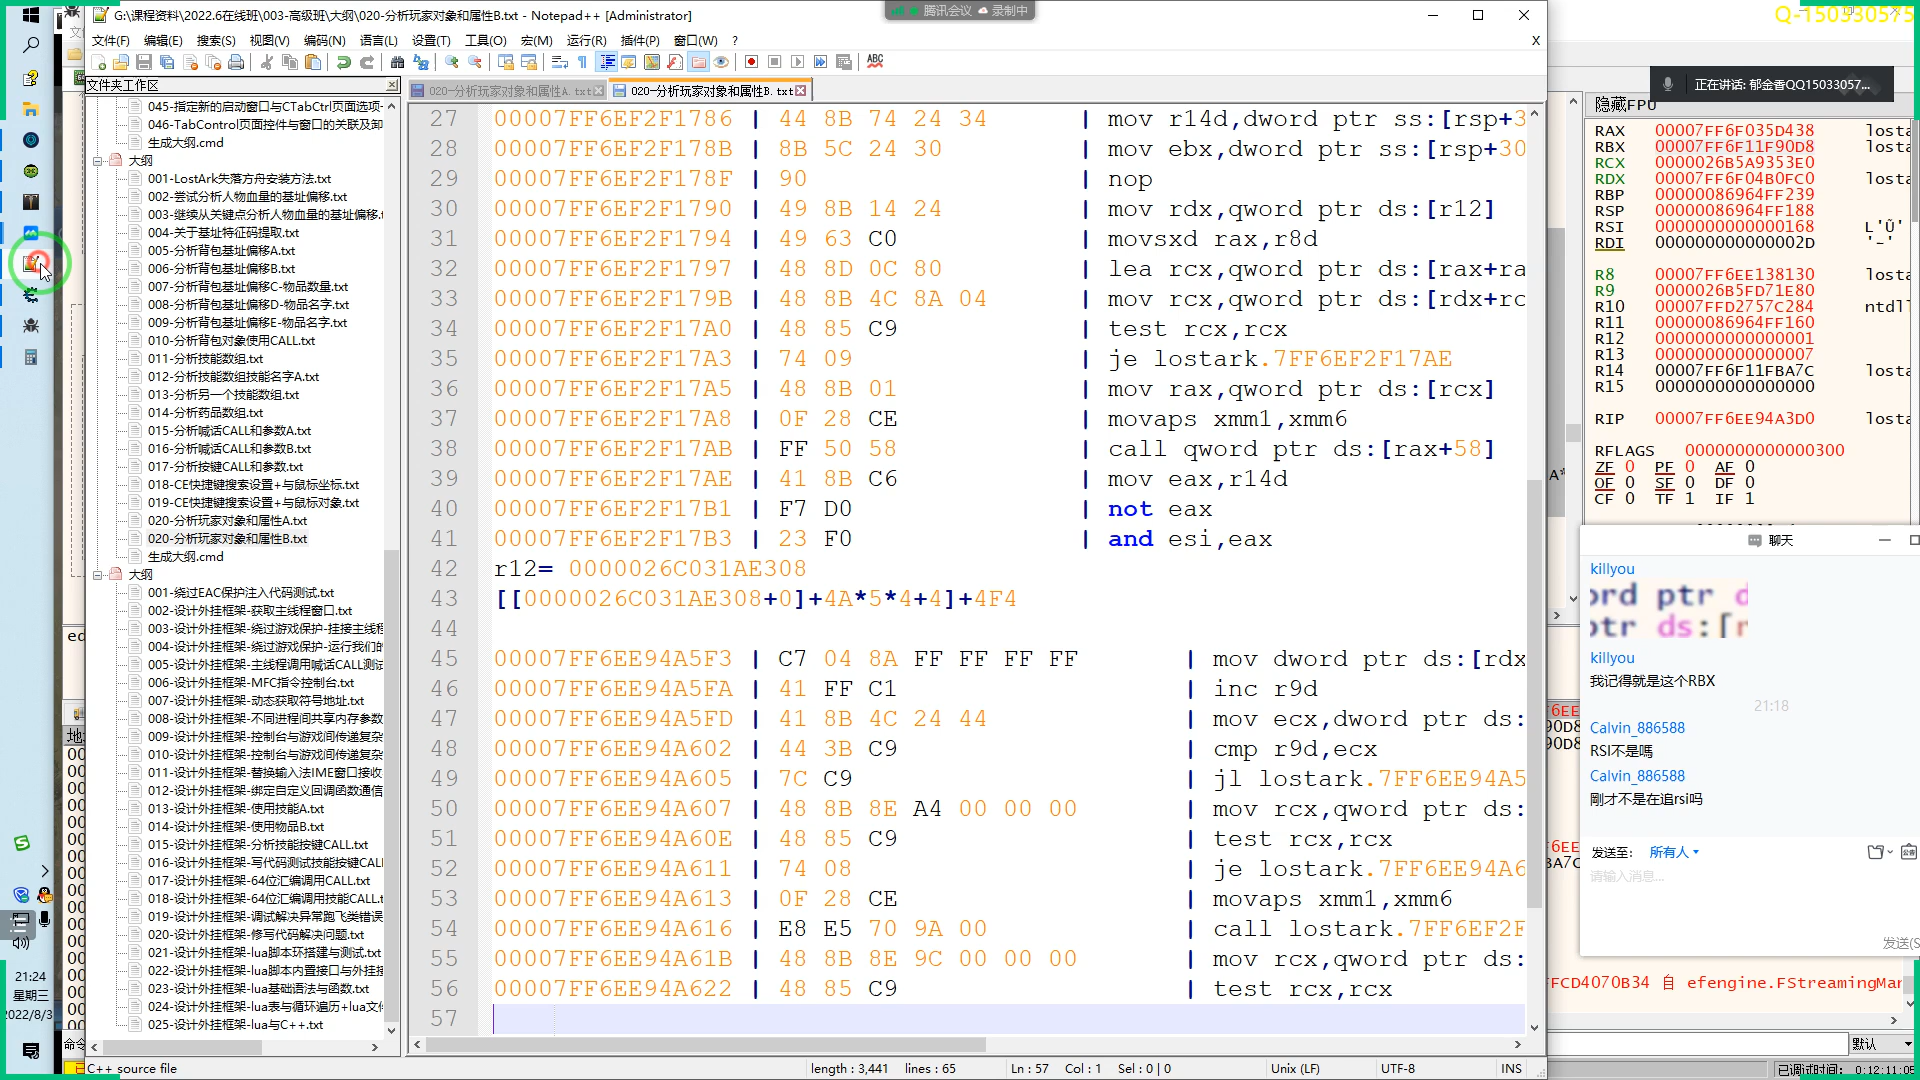 G:\课程资料\2022.6在线班\003-高级班\大纲\020-分析玩家对象和属性B.txt - Notepad++ [Administrator]
腾讯会议 录制中
Q-150330575
文件(F) 编辑(E) 搜索(S) 视图(V) 编码(N) 语言(L) 设置(T) 工具(O) 宏(M) 运行(R) 插件(P) 窗口(W) ? X
文件夹工作区
020-分析玩家对象和属性A.txt
020-分析玩家对象和属性B.txt
正在讲话: 郁金香QQ15033057...
045-指定新的启动窗口与CTabCtrl页面选项-
046-TabControl页面控件与窗口的关联及卸
生成大纲.cmd
大纲
001-LostArk失落方舟安装方法.txt
002-尝试分析人物血量的基址偏移.txt
003-继续从关键点分析人物血量的基址偏移.t
004-关于基址特征码提取.txt
005-分析背包基址偏移A.txt
006-分析背包基址偏移B.txt
007-分析背包基址偏移C-物品数量.txt
008-分析背包基址偏移D-物品名字.txt
009-分析背包基址偏移E-物品名字.txt
010-分析背包对象使用CALL.txt
011-分析技能数组.txt
012-分析技能数组技能名字A.txt
013-分析另一个技能数组.txt
014-分析药品数组.txt
015-分析喊话CALL和参数A.txt
016-分析喊话CALL和参数B.txt
017-分析按键CALL和参数.txt
018-CE快捷键搜索设置+与鼠标坐标.txt
019-CE快捷键搜索设置+与鼠标对象.txt
020-分析玩家对象和属性A.txt
020-分析玩家对象和属性B.txt
生成大纲.cmd
大纲
001-绕过EAC保护注入代码测试.txt
002-设计外挂框架-获取主线程窗口.txt
003-设计外挂框架-绕过游戏保护-挂接主线程
004-设计外挂框架-绕过游戏保护-运行我们的
005-设计外挂框架-主线程调用喊话CALL测试
006-设计外挂框架-MFC指令控制台.txt
007-设计外挂框架-动态获取符号地址.txt
008-设计外挂框架-不同进程间共享内存参数
009-设计外挂框架-控制台与游戏间传递复杂
010-设计外挂框架-控制台与游戏间传递复杂
011-设计外挂框架-替换输入法IME窗口接收
012-设计外挂框架-绑定自定义回调函数通信
013-设计外挂框架-使用技能A.txt
014-设计外挂框架-使用物品B.txt
015-设计外挂框架-分析技能按键CALL.txt
016-设计外挂框架-写代码测试技能按键CALL
017-设计外挂框架-64位汇编调用CALL.txt
018-设计外挂框架-64位汇编调用技能CALL.t
019-设计外挂框架-调试解决异常跑飞类错误
020-设计外挂框架-修写代码解决问题.txt
021-设计外挂框架-lua脚本环搭建与测试.txt
022-设计外挂框架-lua脚本内置接口与外挂接
023-设计外挂框架-lua基础语法与函数.txt
024-设计外挂框架-lua表与循环遍历+lua文件
025-设计外挂框架-lua与C++.txt
27 00007FF6EF2F1786 | 44 8B 74 24 34 | mov r14d,dword ptr ss:[rsp+3
28 00007FF6EF2F178B | 8B 5C 24 30 | mov ebx,dword ptr ss:[rsp+30
29 00007FF6EF2F178F | 90 | nop
30 00007FF6EF2F1790 | 49 8B 14 24 | mov rdx,qword ptr ds:[r12]
31 00007FF6EF2F1794 | 49 63 C0 | movsxd rax,r8d
32 00007FF6EF2F1797 | 48 8D 0C 80 | lea rcx,qword ptr ds:[rax+ra
33 00007FF6EF2F179B | 48 8B 4C 8A 04 | mov rcx,qword ptr ds:[rdx+rc
34 00007FF6EF2F17A0 | 48 85 C9 | test rcx,rcx
35 00007FF6EF2F17A3 | 74 09 | je lostark.7FF6EF2F17AE
36 00007FF6EF2F17A5 | 48 8B 01 | mov rax,qword ptr ds:[rcx]
37 00007FF6EF2F17A8 | 0F 28 CE | movaps xmm1,xmm6
38 00007FF6EF2F17AB | FF 50 58 | call qword ptr ds:[rax+58]
39 00007FF6EF2F17AE | 41 8B C6 | mov eax,r14d
40 00007FF6EF2F17B1 | F7 D0 | not eax
41 00007FF6EF2F17B3 | 23 F0 | and esi,eax
42 r12= 0000026C031AE308
43 [[0000026C031AE308+0]+4A*5*4+4]+4F4
44
45 00007FF6EE94A5F3 | C7 04 8A FF FF FF FF | mov dword ptr ds:[rdx
46 00007FF6EE94A5FA | 41 FF C1 | inc r9d
47 00007FF6EE94A5FD | 41 8B 4C 24 44 | mov ecx,dword ptr ds:
48 00007FF6EE94A602 | 44 3B C9 | cmp r9d,ecx
49 00007FF6EE94A605 | 7C C9 | jl lostark.7FF6EE94A5
50 00007FF6EE94A607 | 48 8B 8E A4 00 00 00 | mov rcx,qword ptr ds:
51 00007FF6EE94A60E | 48 85 C9 | test rcx,rcx
52 00007FF6EE94A611 | 74 08 | je lostark.7FF6EE94A6
53 00007FF6EE94A613 | 0F 28 CE | movaps xmm1,xmm6
54 00007FF6EE94A616 | E8 E5 70 9A 00 | call lostark.7FF6EF2F
55 00007FF6EE94A61B | 48 8B 8E 9C 00 00 00 | mov rcx,qword ptr ds:
56 00007FF6EE94A622 | 48 85 C9 | test rcx,rcx
57
C++ source file length : 3,441 lines : 65 Ln : 57 Col : 1 Sel : 0 | 0 Unix (LF) UTF-8 INS
隐藏FPU
RAX 00007FF6F035D438 losta
RBX 00007FF6F11F90D8 losta
RCX 0000026B5A9353E0
RDX 00007FF6F04B0FC0 losta
RBP 00000086964FF239
RSP 00000086964FF188
RSI 0000000000000168 L'Ũ'
RDI 000000000000002D '-'
R8 00007FF6EE138130 losta
R9 0000026B5FD71E80
R10 00007FFD2757C284 ntdll
R11 00000086964FF160
R12 0000000000000001
R13 0000000000000007
R14 00007FF6F11FBA7C losta
R15 0000000000000000
RIP 00007FF6EE94A3D0 losta
RFLAGS 0000000000000300
ZF 0 PF 0 AF 0
OF 0 SF 0 DF 0
CF 0 TF 1 IF 1
聊天
killyou
ord ptr d
ptr ds:[r
killyou
我记得就是这个RBX
21:18
Calvin_886588
RSI不是嗎
Calvin_886588
剛才不是在追rsi吗
发送至: 所有人
请输入消息...
发送(S
FFCD4070B34 自 efengine.FStreamingMar
默认
已调试时间: 0:12:11:05
21:24
星期三
2022/8/3
命令